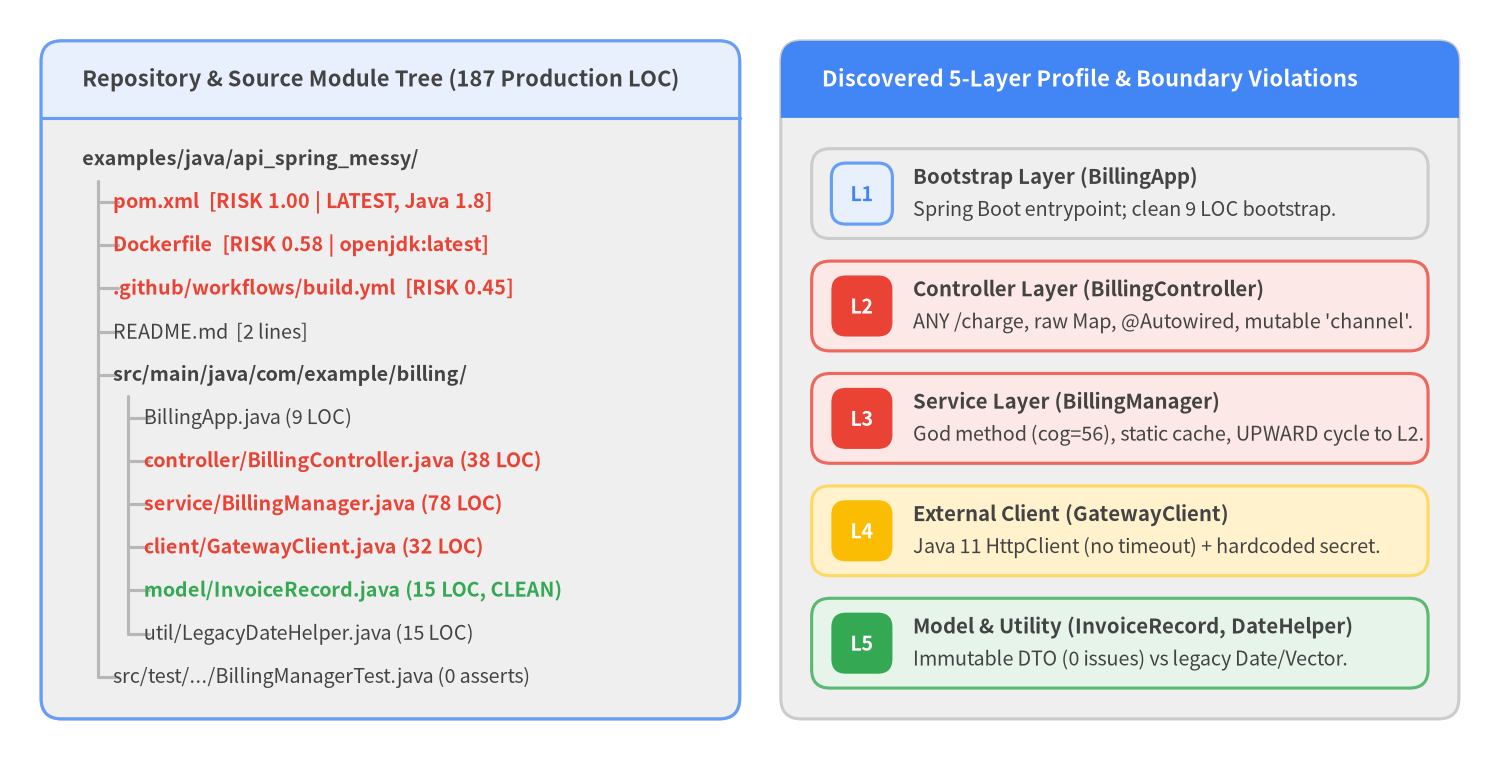 Repository & Source Module Tree (187 Production LOC)
examples/java/api_spring_messy/
pom.xml [RISK 1.00 | LATEST, Java 1.8]
Dockerfile [RISK 0.58 | openjdk:latest]
.github/workflows/build.yml [RISK 0.45]
README.md [2 lines]
src/main/java/com/example/billing/
BillingApp.java (9 LOC)
controller/BillingController.java (38 LOC)
service/BillingManager.java (78 LOC)
client/GatewayClient.java (32 LOC)
model/InvoiceRecord.java (15 LOC, CLEAN)
util/LegacyDateHelper.java (15 LOC)
src/test/.../BillingManagerTest.java (0 asserts)
Discovered 5-Layer Profile & Boundary Violations
L1
Bootstrap Layer (BillingApp)
Spring Boot entrypoint; clean 9 LOC bootstrap.
L2
Controller Layer (BillingController)
ANY /charge, raw Map, @Autowired, mutable 'channel'.
L3
Service Layer (BillingManager)
God method (cog=56), static cache, UPWARD cycle to L2.
L4
External Client (GatewayClient)
Java 11 HttpClient (no timeout) + hardcoded secret.
L5
Model & Utility (InvoiceRecord, DateHelper)
Immutable DTO (0 issues) vs legacy Date/Vector.